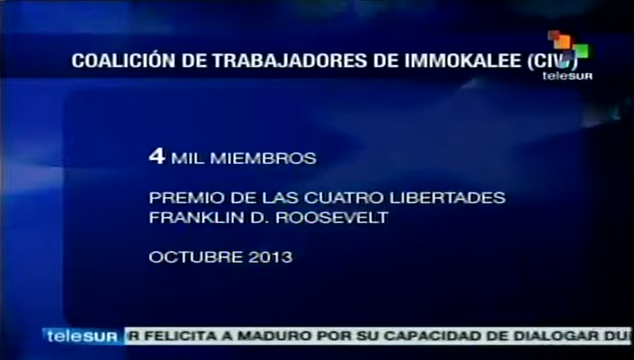 COALICIÓN DE TRABAJADORES DE IMMOKALEE (CIW)
telesur
4 MIL MIEMBROS
PREMIO DE LAS CUATRO LIBERTADES
FRANKLIN D. ROOSEVELT
OCTUBRE 2013
telesur R FELICITA A MADURO POR SU CAPACIDAD DE DIALOGAR DU